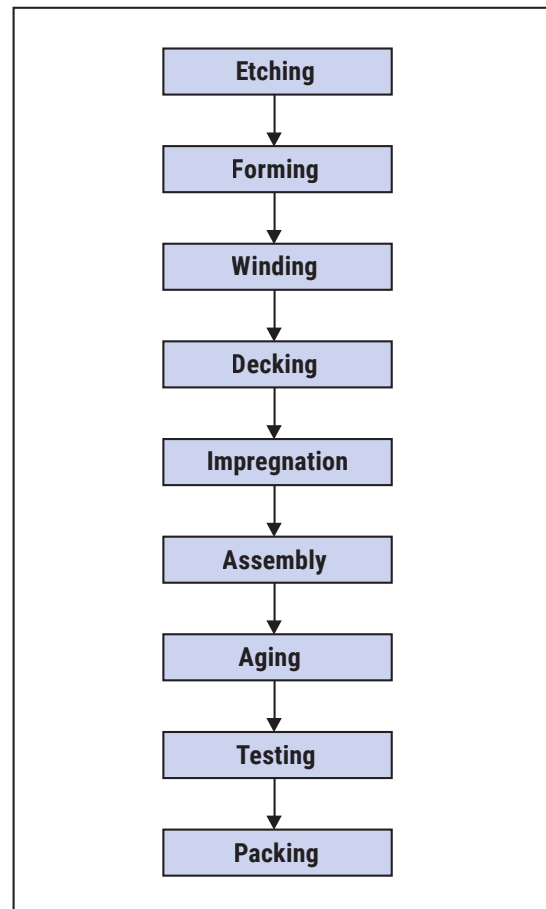 Etching
Forming
Winding
Decking
Impregnation
Assembly
Aging
Testing
Packing